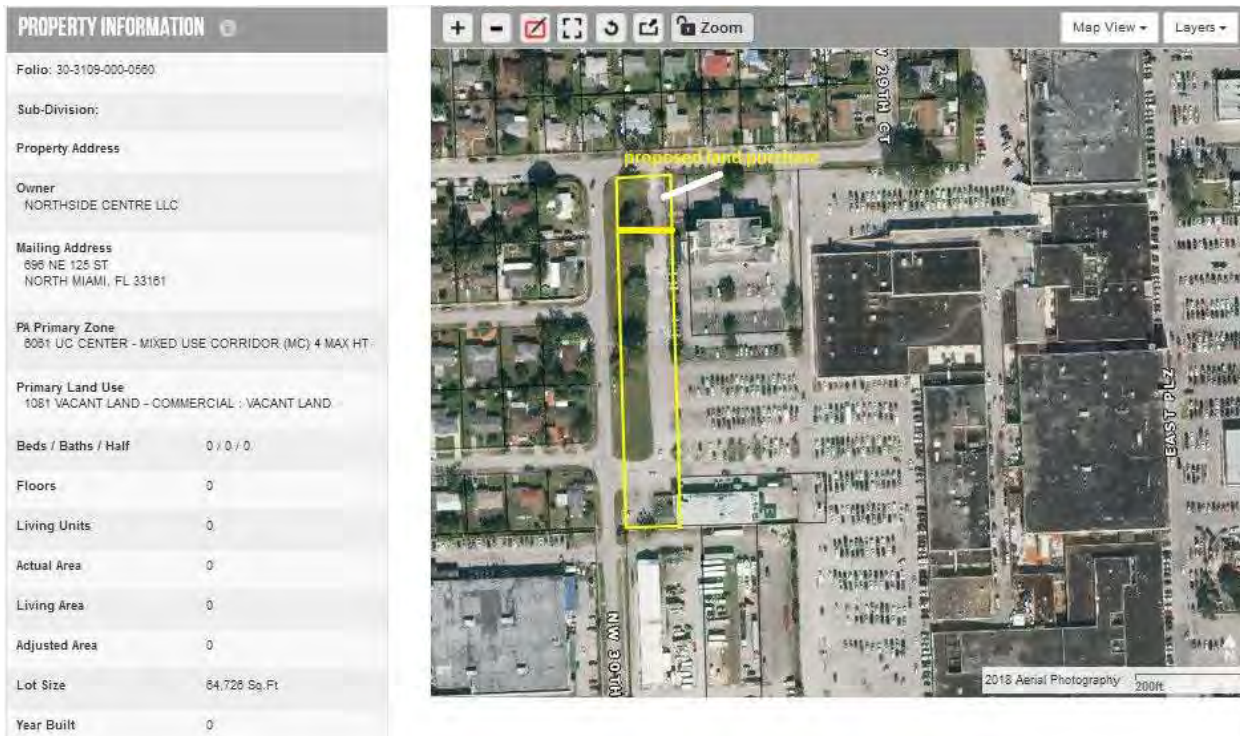 PROPERTY INFORMATION
Folio: 30-3109-000-0560
Sub-Division:
Property Address
Owner
NORTHSIDE CENTRE LLC
Mailing Address
696 NE 125 ST
NORTH MIAMI, FL 33161
PA Primary Zone
6061 UC CENTER - MIXED USE CORRIDOR (MC) 4 MAX HT
Primary Land Use
1081 VACANT LAND - COMMERCIAL : VACANT LAND
Beds / Baths / Half 0 / 0 / 0
Floors 0
Living Units 0
Actual Area 0
Living Area 0
Adjusted Area 0
Lot Size 64,726 Sq.Ft
Year Built 0
+ - Zoom
Map View
Layers
29TH CT
proposed land purchase
EAST PLZ
NW 30TH
2018 Aerial Photography
200ft